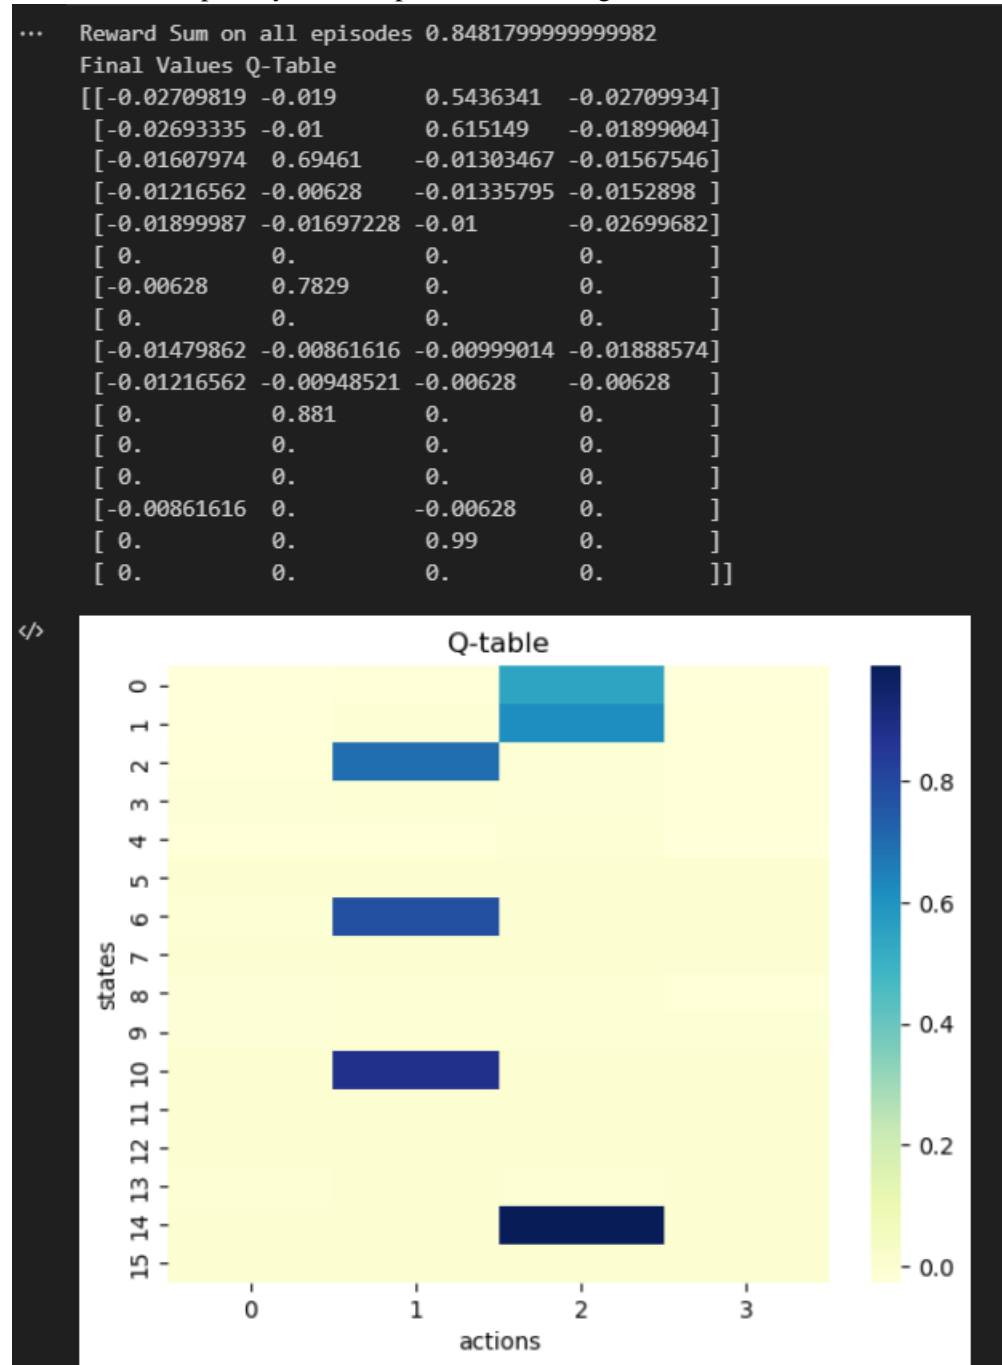 ... Reward Sum on all episodes 0.8481799999999982
Final Values Q-Table
[[-0.02709819 -0.019 0.5436341 -0.02709934]
[-0.02693335 -0.01 0.615149 -0.01899004]
[-0.01607974 0.69461 -0.01303467 -0.01567546]
[-0.01216562 -0.00628 -0.01335795 -0.0152898 ]
[-0.01899987 -0.01697228 -0.01 -0.02699682]
[ 0. 0. 0. 0. ]
[-0.00628 0.7829 0. 0. ]
[ 0. 0. 0. 0. ]
[-0.01479862 -0.00861616 -0.00999014 -0.01888574]
[-0.01216562 -0.00948521 -0.00628 -0.00628 ]
[ 0. 0.881 0. 0. ]
[ 0. 0. 0. 0. ]
[ 0. 0. 0. 0. ]
[-0.00861616 0. -0.00628 0. ]
[ 0. 0. 0.99 0. ]
[ 0. 0. 0. 0. ]]
</>
Q-table
states
0
1
2
3
4
5
6
7
8
9
10
11
12
13
14
15
0 1 2 3
actions
0.8
0.6
0.4
0.2
0.0